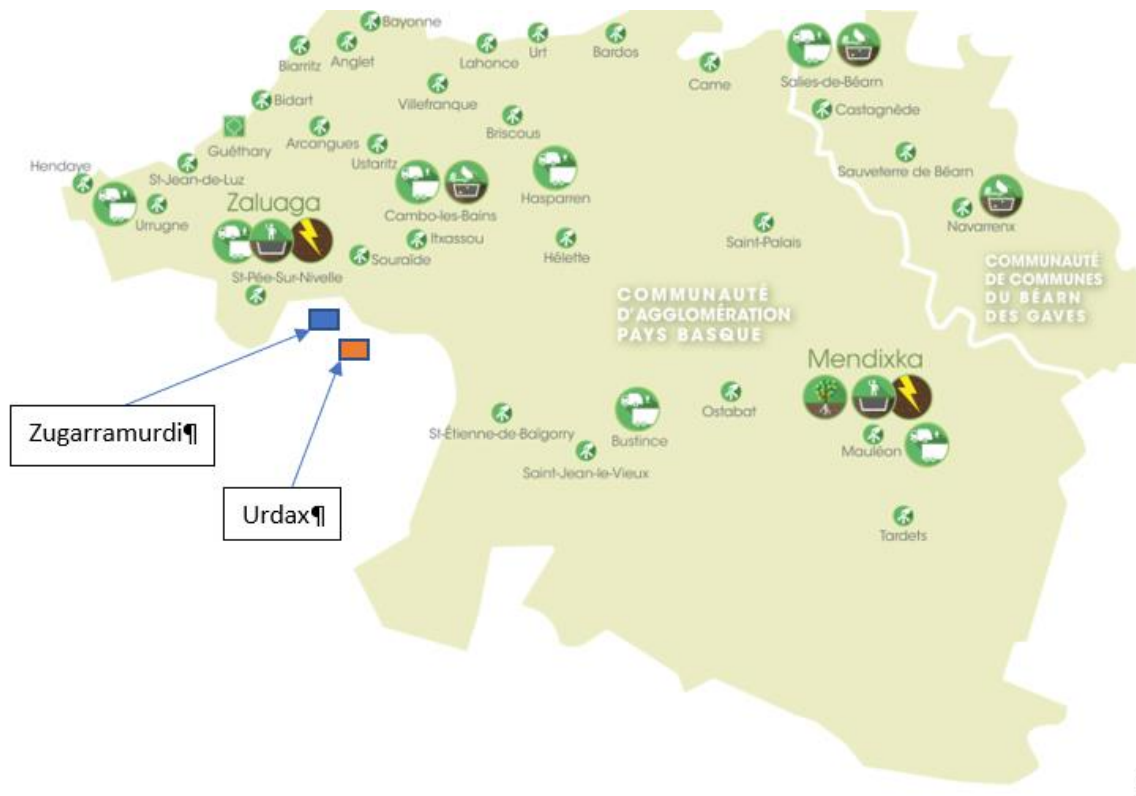 Bayonne
Biarritz
Anglet
Lahonce
Urt
Bardos
Came
Salies-de-Béarn
Bidart
Villefranque
Castagnède
Briscous
Guéthary
Arcangues
Ustaritz
Hendaye
St-Jean-de-Luz
Sauveterre de Béarn
Urrugne
Zaluaga
Cambo-les-Bains
Hasparren
Navarrenx
Itxassou
Souraïde
Hélette
Saint-Palais
St-Pée-Sur-Nivelle
COMMUNAUTÉ
DE COMMUNES
DU BÉARN
DES GAVES
COMMUNAUTÉ
D'AGGLOMÉRATION
PAYS BASQUE
Mendixka
Zugarramurdi¶
Urdax¶
St-Étienne-de-Baïgorry
Bustince
Ostabat
Mauléon
Saint-Jean-le-Vieux
Tardets